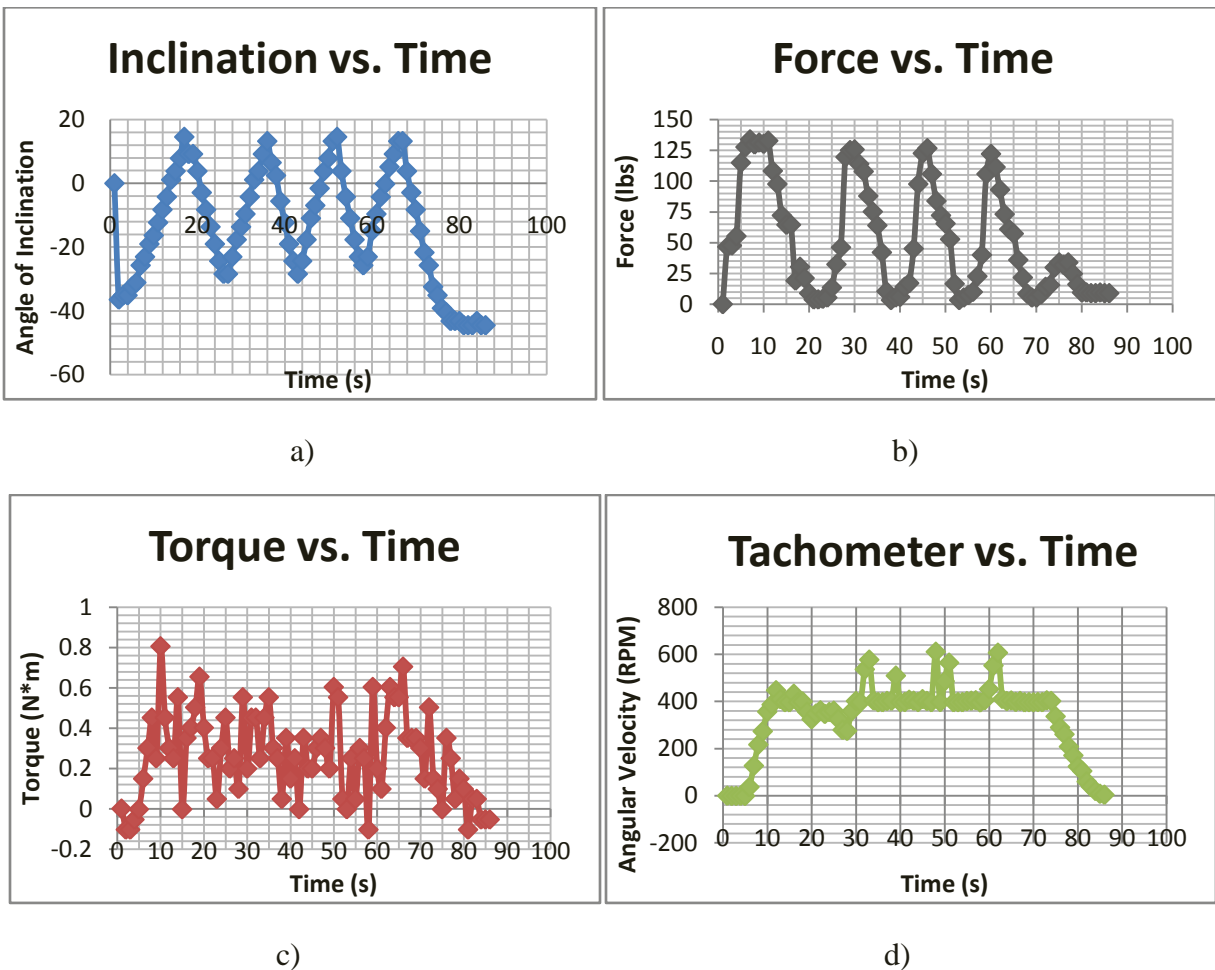 Inclination vs. Time
Angle of Inclination
20
0
-20
-40
-60
0 20 40 60 80 100
Time (s)
a)
Force vs. Time
Force (lbs)
150
125
100
75
50
25
0
0 10 20 30 40 50 60 70 80 90 100
Time (s)
b)
Torque vs. Time
Torque (N*m)
1
0.8
0.6
0.4
0.2
0
-0.2
0 10 20 30 40 50 60 70 80 90 100
Time (s)
c)
Tachometer vs. Time
Angular Velocity (RPM)
800
600
400
200
0
-200
0 10 20 30 40 50 60 70 80 90 100
Time (s)
d)